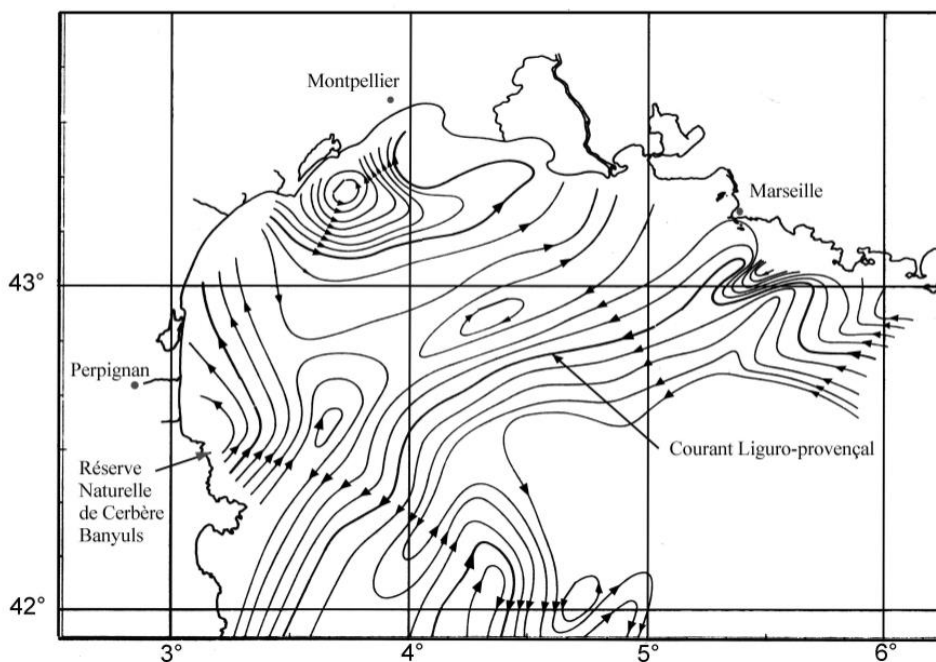 Montpellier
Marseille
43°
Perpignan
Courant Liguro-provençal
Réserve
Naturelle
de Cerbère
Banyuls
42°
3°
4°
5°
6°